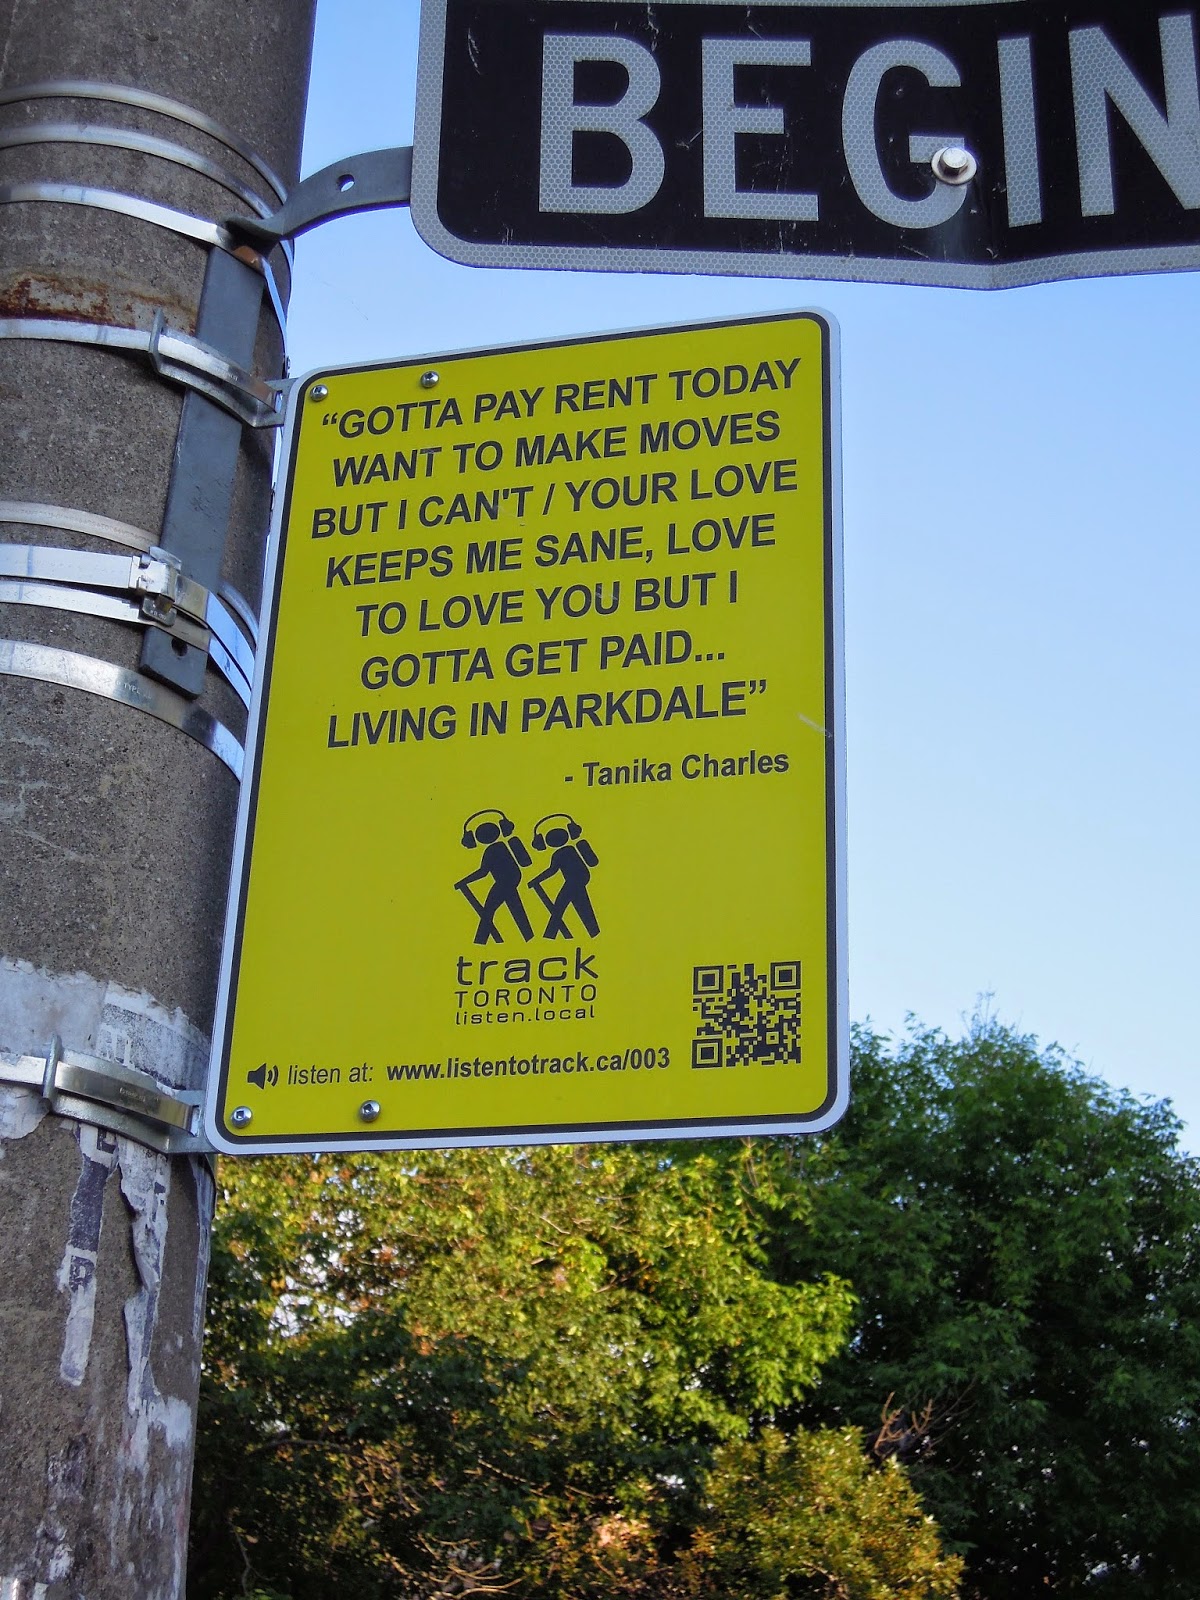 BEGIN
“GOTTA PAY RENT TODAY
WANT TO MAKE MOVES
BUT I CAN'T / YOUR LOVE
KEEPS ME SANE, LOVE
TO LOVE YOU BUT I
GOTTA GET PAID...
LIVING IN PARKDALE”
- Tanika Charles
track
TORONTO
listen.local
listen at: www.listentotrack.ca/003